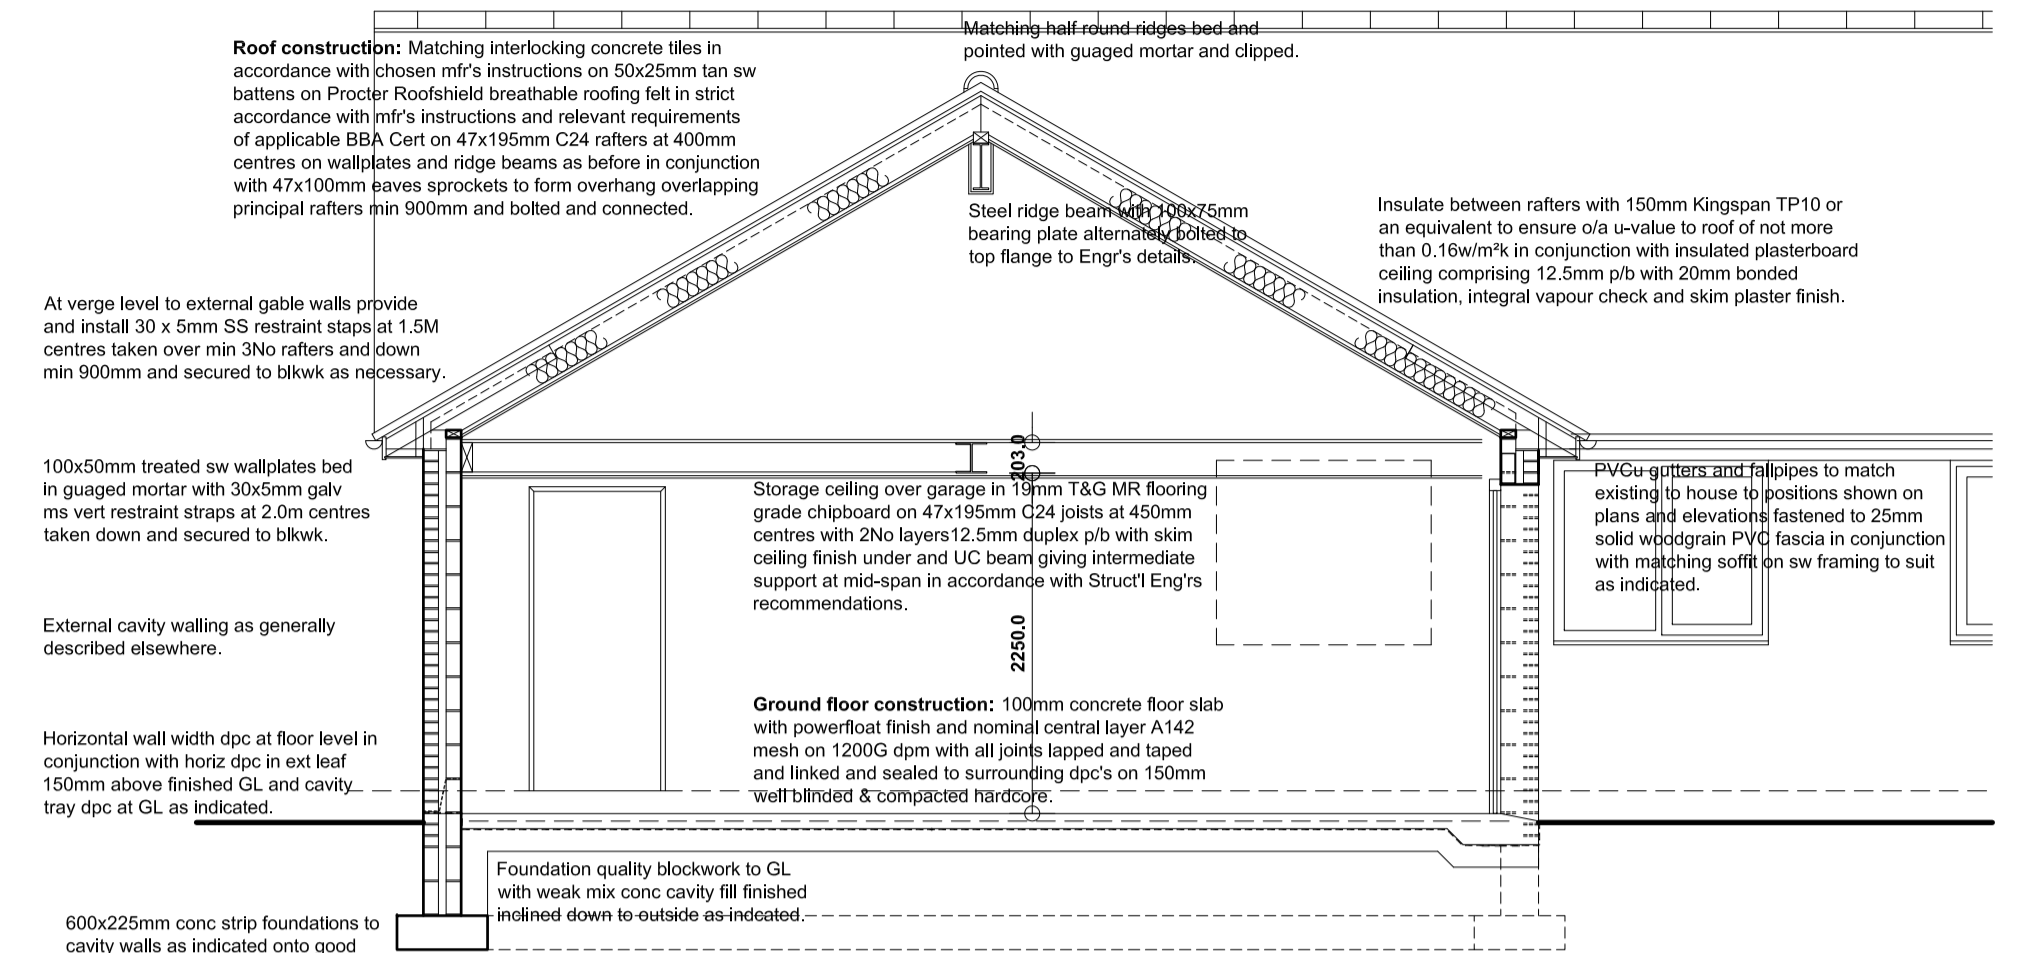 Matching half round ridges bed and
pointed with guaged mortar and clipped.
Roof construction: Matching interlocking concrete tiles in
accordance with chosen mfr's instructions on 50x25mm tan sw
battens on Procter Roofshield breathable roofing felt in strict
accordance with mfr's instructions and relevant requirements
of applicable BBA Cert on 47x195mm C24 rafters at 400mm
centres on wallplates and ridge beams as before in conjunction
with 47x100mm eaves sprockets to form overhang overlapping
principal rafters min 900mm and bolted and connected.
Steel ridge beam with 100x75mm
bearing plate alternately bolted to
top flange to Engr's details.
Insulate between rafters with 150mm Kingspan TP10 or
an equivalent to ensure o/a u-value to roof of not more
than 0.16w/m²k in conjunction with insulated plasterboard
ceiling comprising 12.5mm p/b with 20mm bonded
insulation, integral vapour check and skim plaster finish.
At verge level to external gable walls provide
and install 30 x 5mm SS restraint staps at 1.5M
centres taken over min 3No rafters and down
min 900mm and secured to blkwk as necessary.
100x50mm treated sw wallplates bed
in guaged mortar with 30x5mm galv
ms vert restraint straps at 2.0m centres
taken down and secured to blkwk.
203.0
Storage ceiling over garage in 19mm T&G MR flooring
grade chipboard on 47x195mm C24 joists at 450mm
centres with 2No layers12.5mm duplex p/b with skim
ceiling finish under and UC beam giving intermediate
support at mid-span in accordance with Struct'l Eng'rs
recommendations.
PVCu gutters and fallpipes to match
existing to house to positions shown on
plans and elevations fastened to 25mm
solid woodgrain PVC fascia in conjunction
with matching soffit on sw framing to suit
as indicated.
External cavity walling as generally
described elsewhere.
2250.0
Ground floor construction: 100mm concrete floor slab
with powerfloat finish and nominal central layer A142
mesh on 1200G dpm with all joints lapped and taped
and linked and sealed to surrounding dpc's on 150mm
well blinded & compacted hardcore.
Horizontal wall width dpc at floor level in
conjunction with horiz dpc in ext leaf
150mm above finished GL and cavity
tray dpc at GL as indicated.
Foundation quality blockwork to GL
with weak mix conc cavity fill finished
inclined down to outside as indcated.
600x225mm conc strip foundations to
cavity walls as indicated onto good